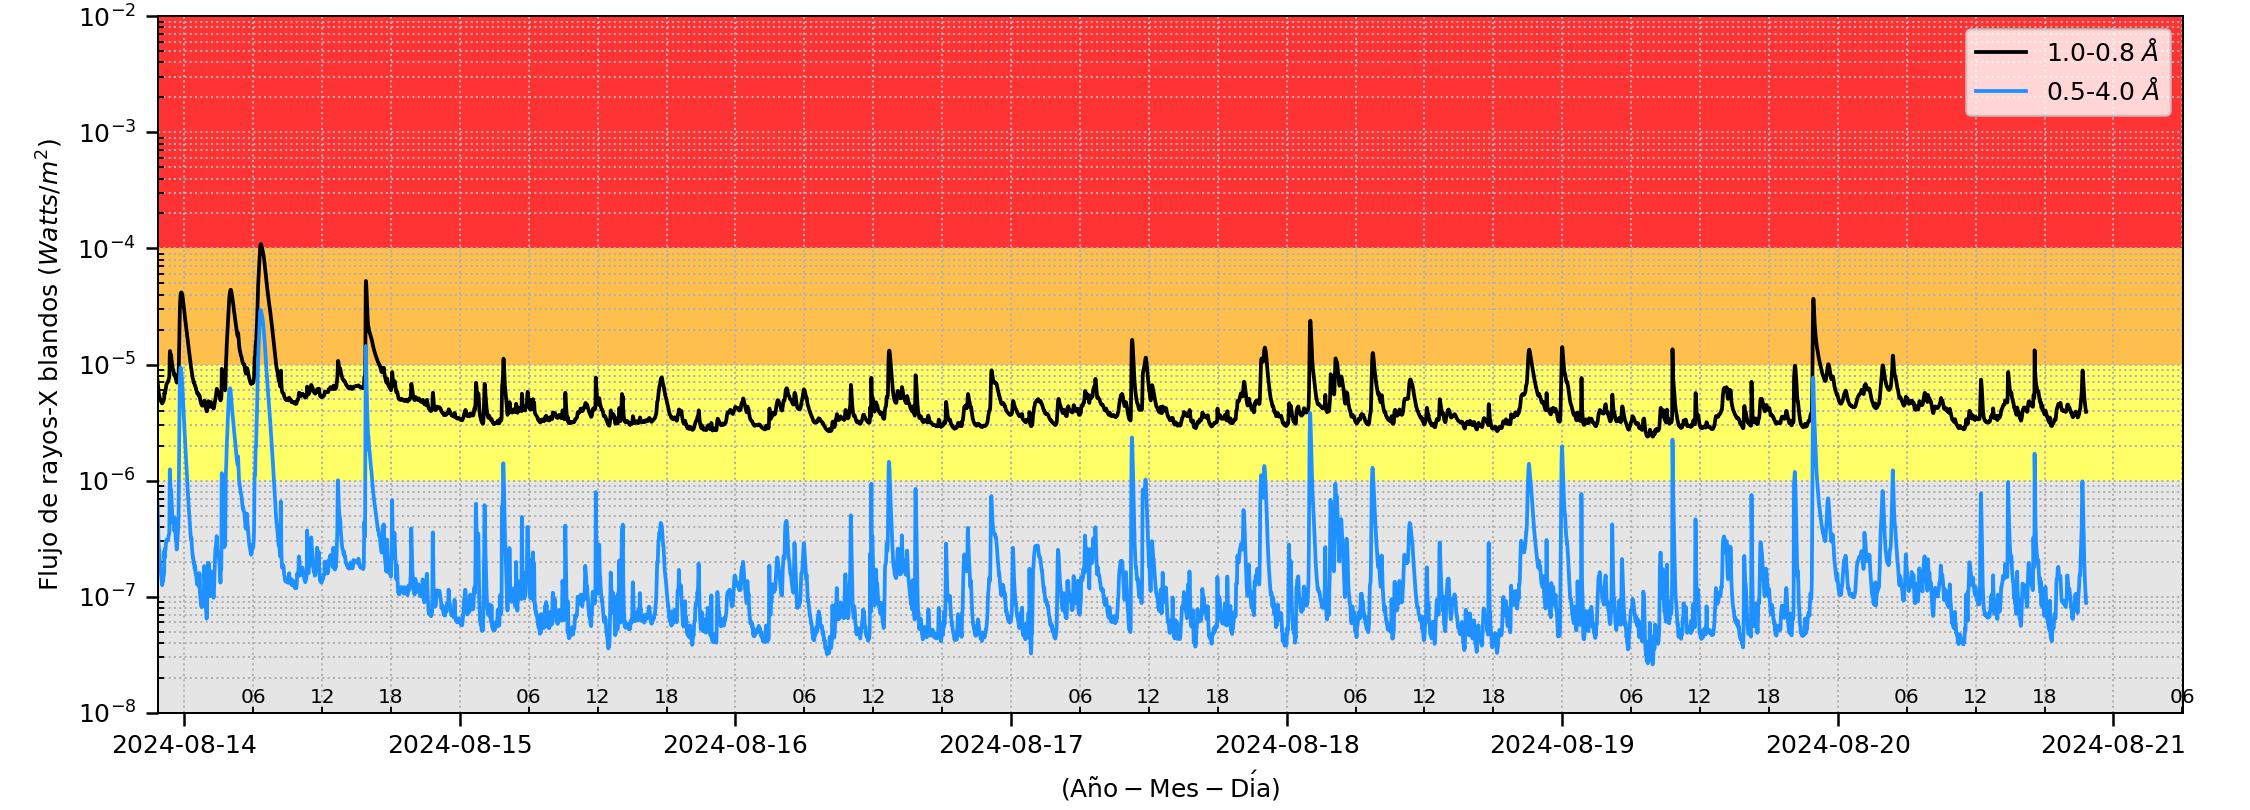 10⁻²
10⁻³
10⁻⁴
10⁻⁵
10⁻⁶
10⁻⁷
10⁻⁸
Flujo de rayos-X blandos (Watts/m²)
1.0-0.8 Å
0.5-4.0 Å
06 12 18 06 12 18 06 12 18 06 12 18 06 12 18 06 12 18 06 12 18 06
2024-08-14 2024-08-15 2024-08-16 2024-08-17 2024-08-18 2024-08-19 2024-08-20 2024-08-21
(Año − Mes − Día)